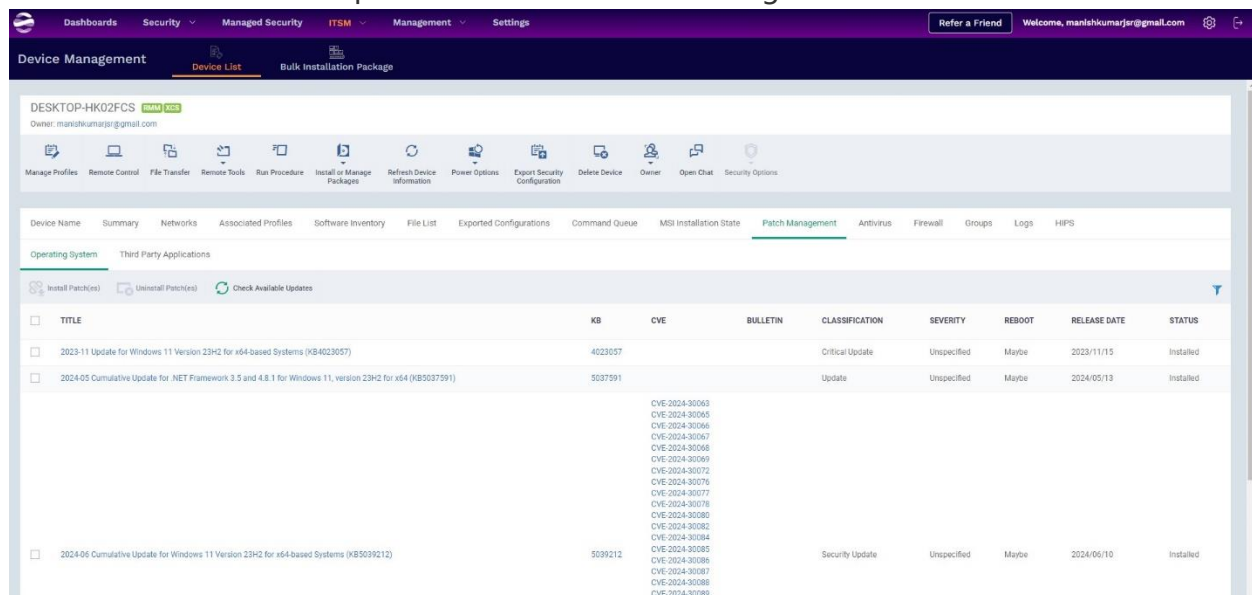 Dashboards Security Managed Security ITSM Management Settings Refer a Friend Welcome, manishkumarjsr@gmail.com
Device Management Device List Bulk Installation Package
DESKTOP-HK02FCS RMM XCS
Owner: manishkumarjsr@gmail.com
Manage Profiles Remote Control File Transfer Remote Tools Run Procedure Install or Manage Packages Refresh Device Information Power Options Export Security Configuration Delete Device Owner Open Chat Security Options
Device Name Summary Networks Associated Profiles Software Inventory File List Exported Configurations Command Queue MSI Installation State Patch Management Antivirus Firewall Groups Logs HIPS
Operating System Third Party Applications
Install Patch(es) Uninstall Patch(es) Check Available Updates
TITLE KB CVE BULLETIN CLASSIFICATION SEVERITY REBOOT RELEASE DATE STATUS
2023-11 Update for Windows 11 Version 23H2 for x64-based Systems (KB4023057) 4023057 Critical Update Unspecified Maybe 2023/11/15 Installed
2024-05 Cumulative Update for .NET Framework 3.5 and 4.8.1 for Windows 11, version 23H2 for x64 (KB5037591) 5037591 Update Unspecified Maybe 2024/05/13 Installed
CVE-2024-30063
CVE-2024-30065
CVE-2024-30066
CVE-2024-30067
CVE-2024-30068
CVE-2024-30069
CVE-2024-30072
CVE-2024-30076
CVE-2024-30077
CVE-2024-30078
CVE-2024-30080
CVE-2024-30082
CVE-2024-30084
2024-06 Cumulative Update for Windows 11 Version 23H2 for x64-based Systems (KB5039212) 5039212 CVE-2024-30085 Security Update Unspecified Maybe 2024/06/10 Installed
CVE-2024-30086
CVE-2024-30087
CVE-2024-30088
CVE-2024-30089